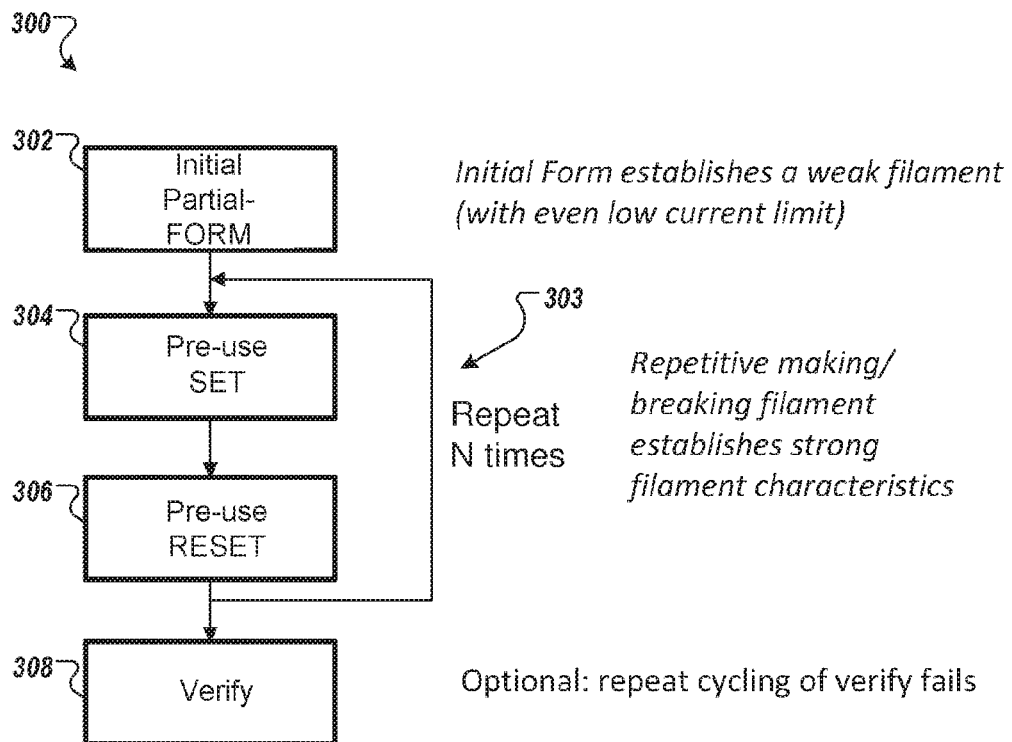 300
302
Initial
Partial-
FORM
Initial Form establishes a weak filament
(with even low current limit)
303
304
Pre-use
SET
Repeat
N times
Repetitive making/
breaking filament
establishes strong
filament characteristics
306
Pre-use
RESET
308
Verify
Optional: repeat cycling of verify fails